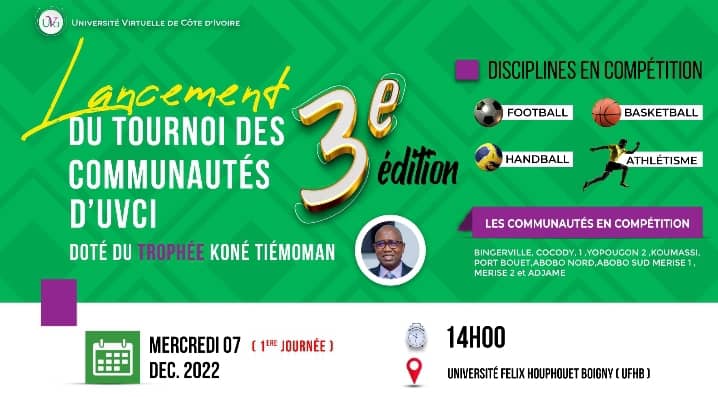 UVCI
UNIVERSITÉ VIRTUELLE DE CÔTE D'IVOIRE
Lancement
DU TOURNOI DES
COMMUNAUTÉS
D'UVCI
DOTÉ DU TROPHÉE KONÉ TIÉMOMAN
3e
édition
DISCIPLINES EN COMPÉTITION
FOOTBALL
BASKETBALL
HANDBALL
ATHLÉTISME
LES COMMUNAUTÉS EN COMPÉTITION
BINGERVILLE, COCODY, 1 ,YOPOUGON 2 ,KOUMASSI,
PORT BOUET,ABOBO NORD,ABOBO SUD MERISE 1 ,
MERISE 2 et ADJAME
MERCREDI 07 ( 1ERE JOURNÉE )
DEC. 2022
14H00
UNIVERSITÉ FELIX HOUPHOUET BOIGNY ( UFHB )